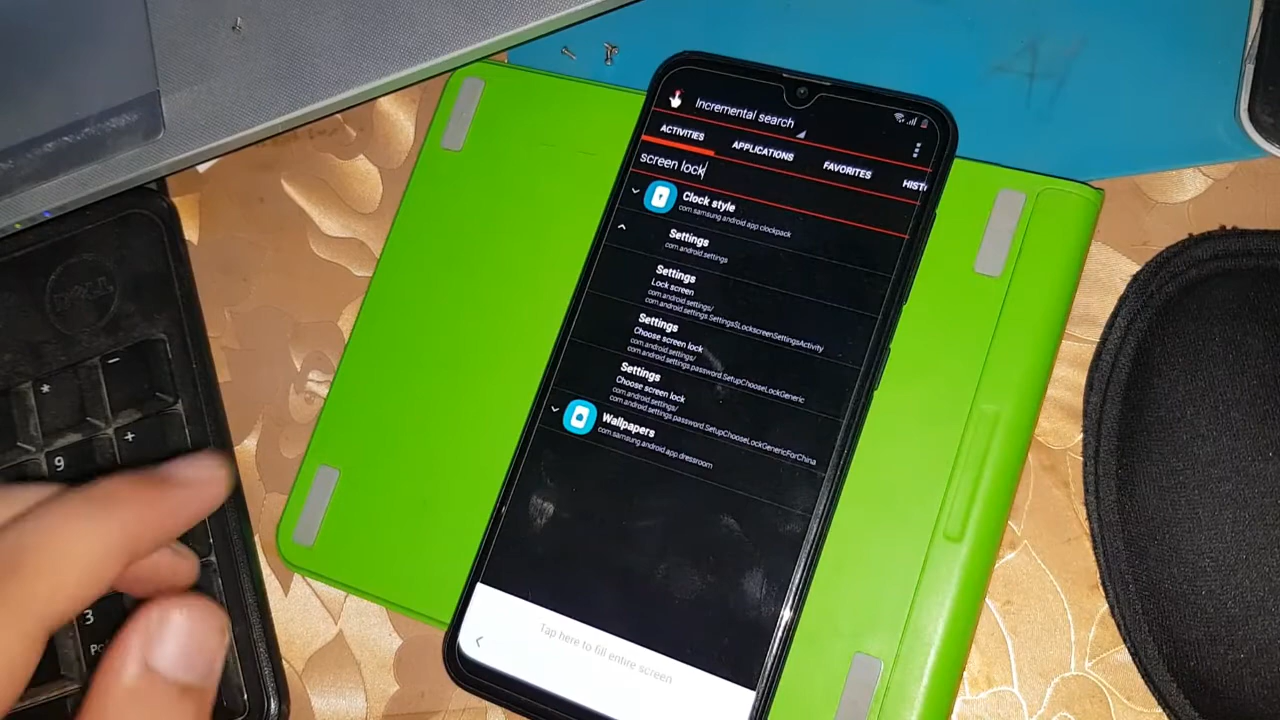 Incremental search
ACTIVITIES
APPLICATIONS
FAVORITES
screen lock
Clock style
com.samsung.android.app.clockpack
Settings
com.android.settings
Settings
Lock screen
com.android.settings/
com.android.settings.Settings$LockscreenSettingsActivity
Settings
Choose screen lock
com.android.settings/
com.android.settings.password.SetupChooseLockGeneric
Settings
Choose screen lock
com.android.settings/
com.android.settings.password.SetupChooseLockGenericForChina
Wallpapers
com.samsung.android.app.dressroom
Tap here to fill entire screen
DELL
*
-
+
9
3